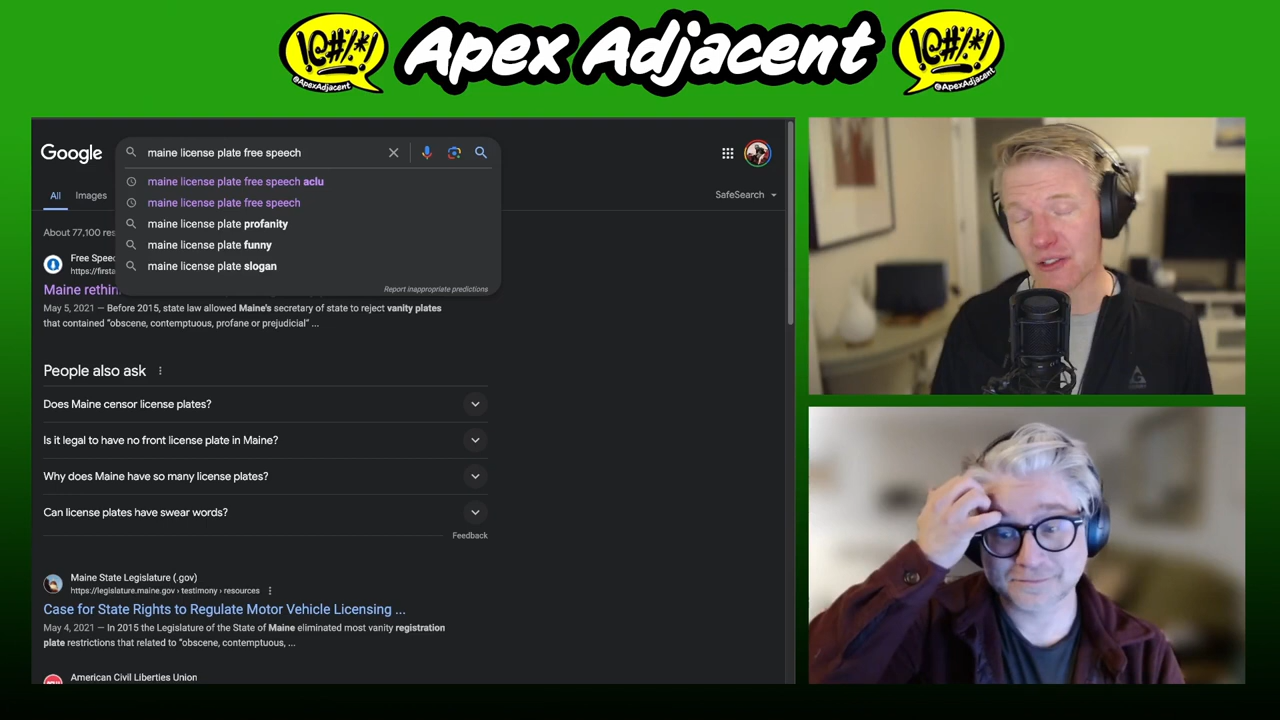 !@#!*!
@ApexAdjacent
Apex Adjacent
!@#!*!
@ApexAdjacent
Google
maine license plate free speech
maine license plate free speech aclu
maine license plate free speech
maine license plate profanity
maine license plate funny
maine license plate slogan
Report inappropriate predictions
All
Images
SafeSearch
About 77,100 res
Free Speec
https://firsta
Maine rethin
May 5, 2021 — Before 2015, state law allowed Maine's secretary of state to reject vanity plates
that contained "obscene, contemptuous, profane or prejudicial" ...
People also ask
Does Maine censor license plates?
Is it legal to have no front license plate in Maine?
Why does Maine have so many license plates?
Can license plates have swear words?
Feedback
Maine State Legislature (.gov)
https://legislature.maine.gov › testimony › resources
Case for State Rights to Regulate Motor Vehicle Licensing ...
May 4, 2021 — In 2015 the Legislature of the State of Maine eliminated most vanity registration
plate restrictions that related to "obscene, contemptuous, ...
American Civil Liberties Union